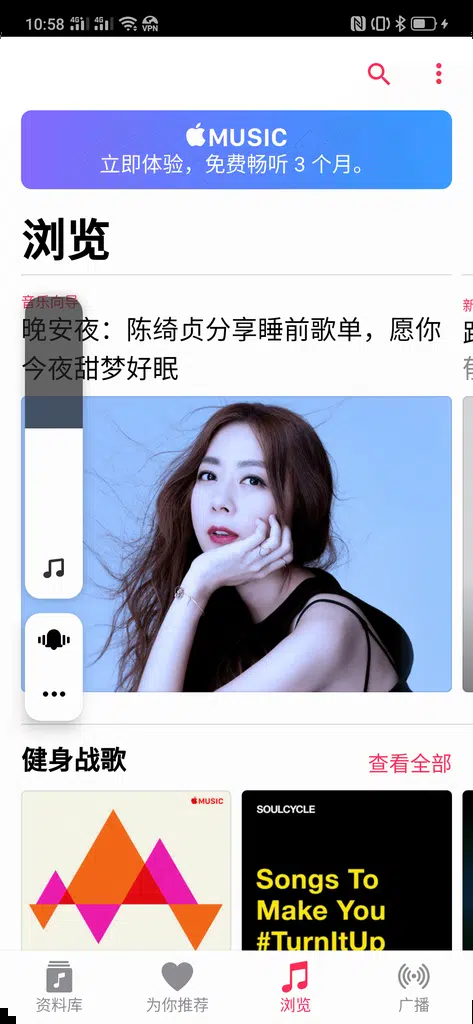 10:58 4G+ 4G VPN
MUSIC
立即体验，免费畅听 3 个月。
浏览
音乐向导
新
晚安夜：陈绮贞分享睡前歌单，愿你
今夜甜梦好眠
健身战歌
查看全部
MUSIC
SOULCYCLE
Songs To
Make You
#TurnItUp
资料库
为你推荐
浏览
广播